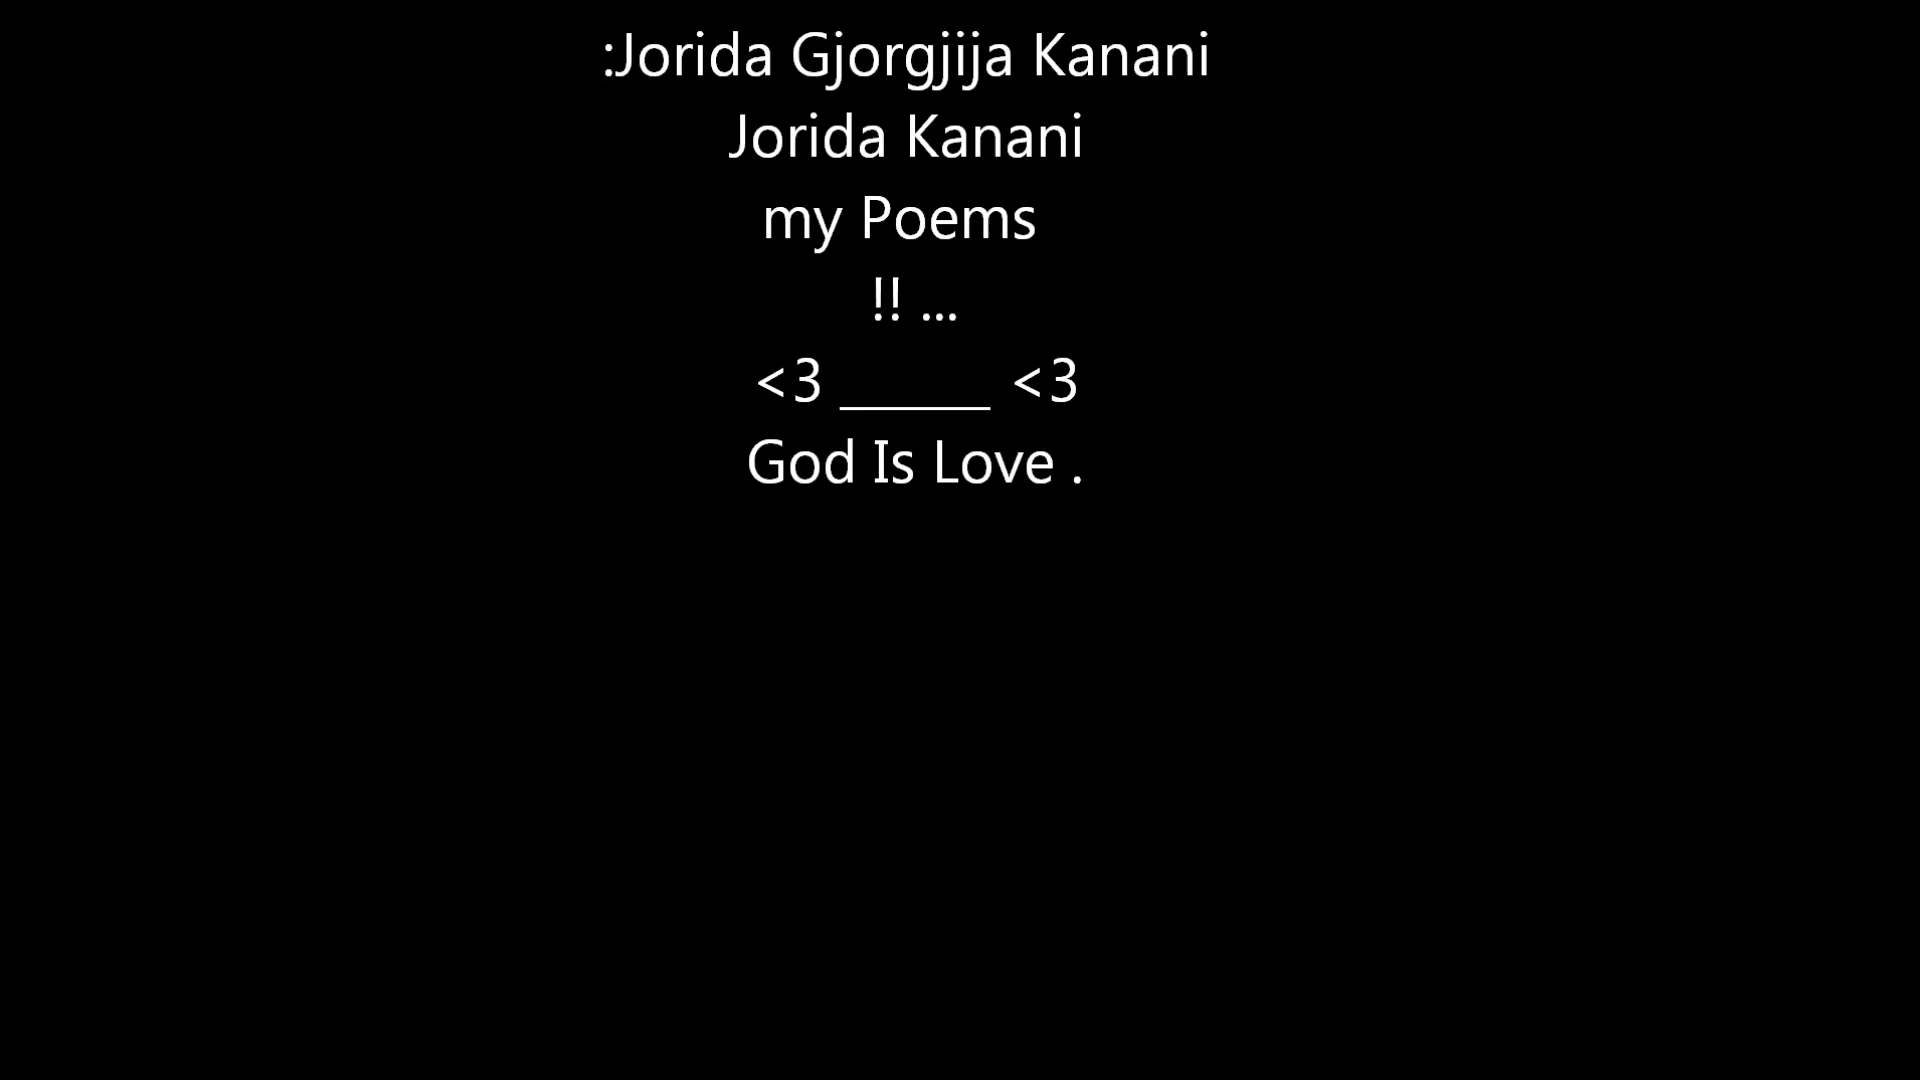 :Jorida Gjorgjija Kanani
Jorida Kanani
my Poems
!! ...
<3 ______ <3
God Is Love .